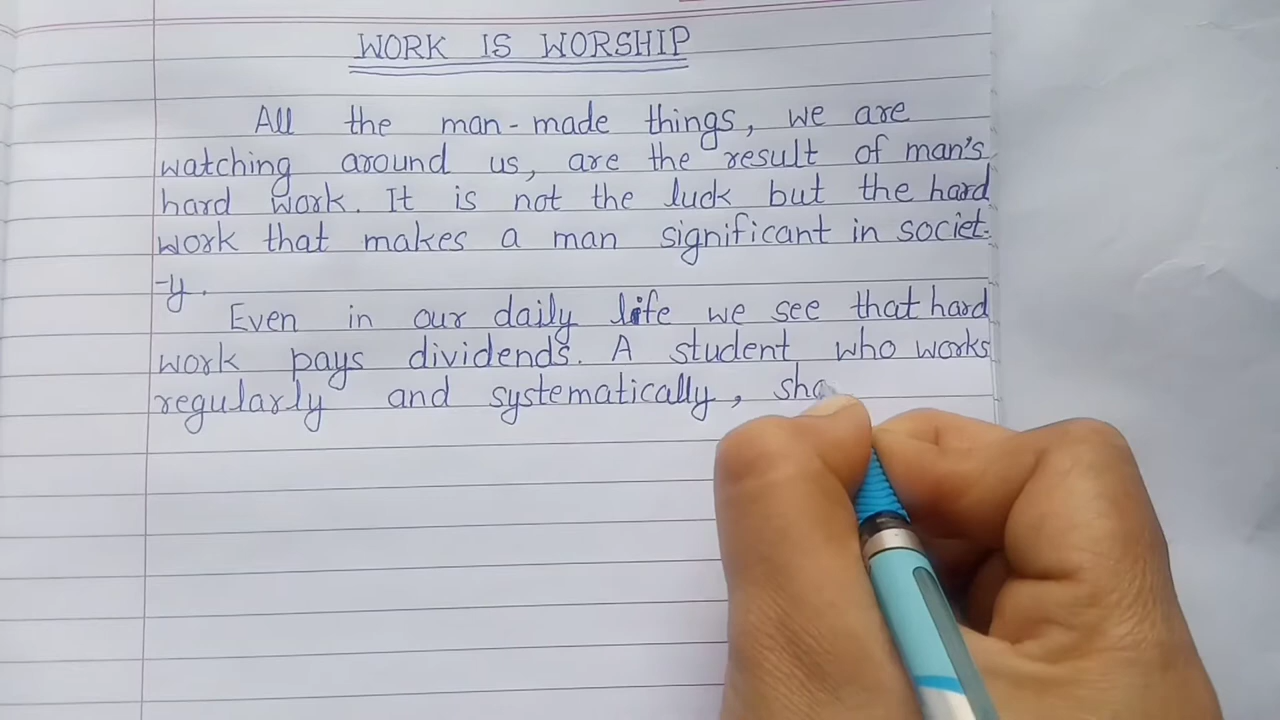 WORK IS WORSHIP
All the man-made things, we are
watching around us, are the result of man's
hard work. It is not the luck but the hard
work that makes a man significant in societ-
-y.
Even in our daily life we see that hard
work pays dividends. A student who works
regularly and systematically, sha